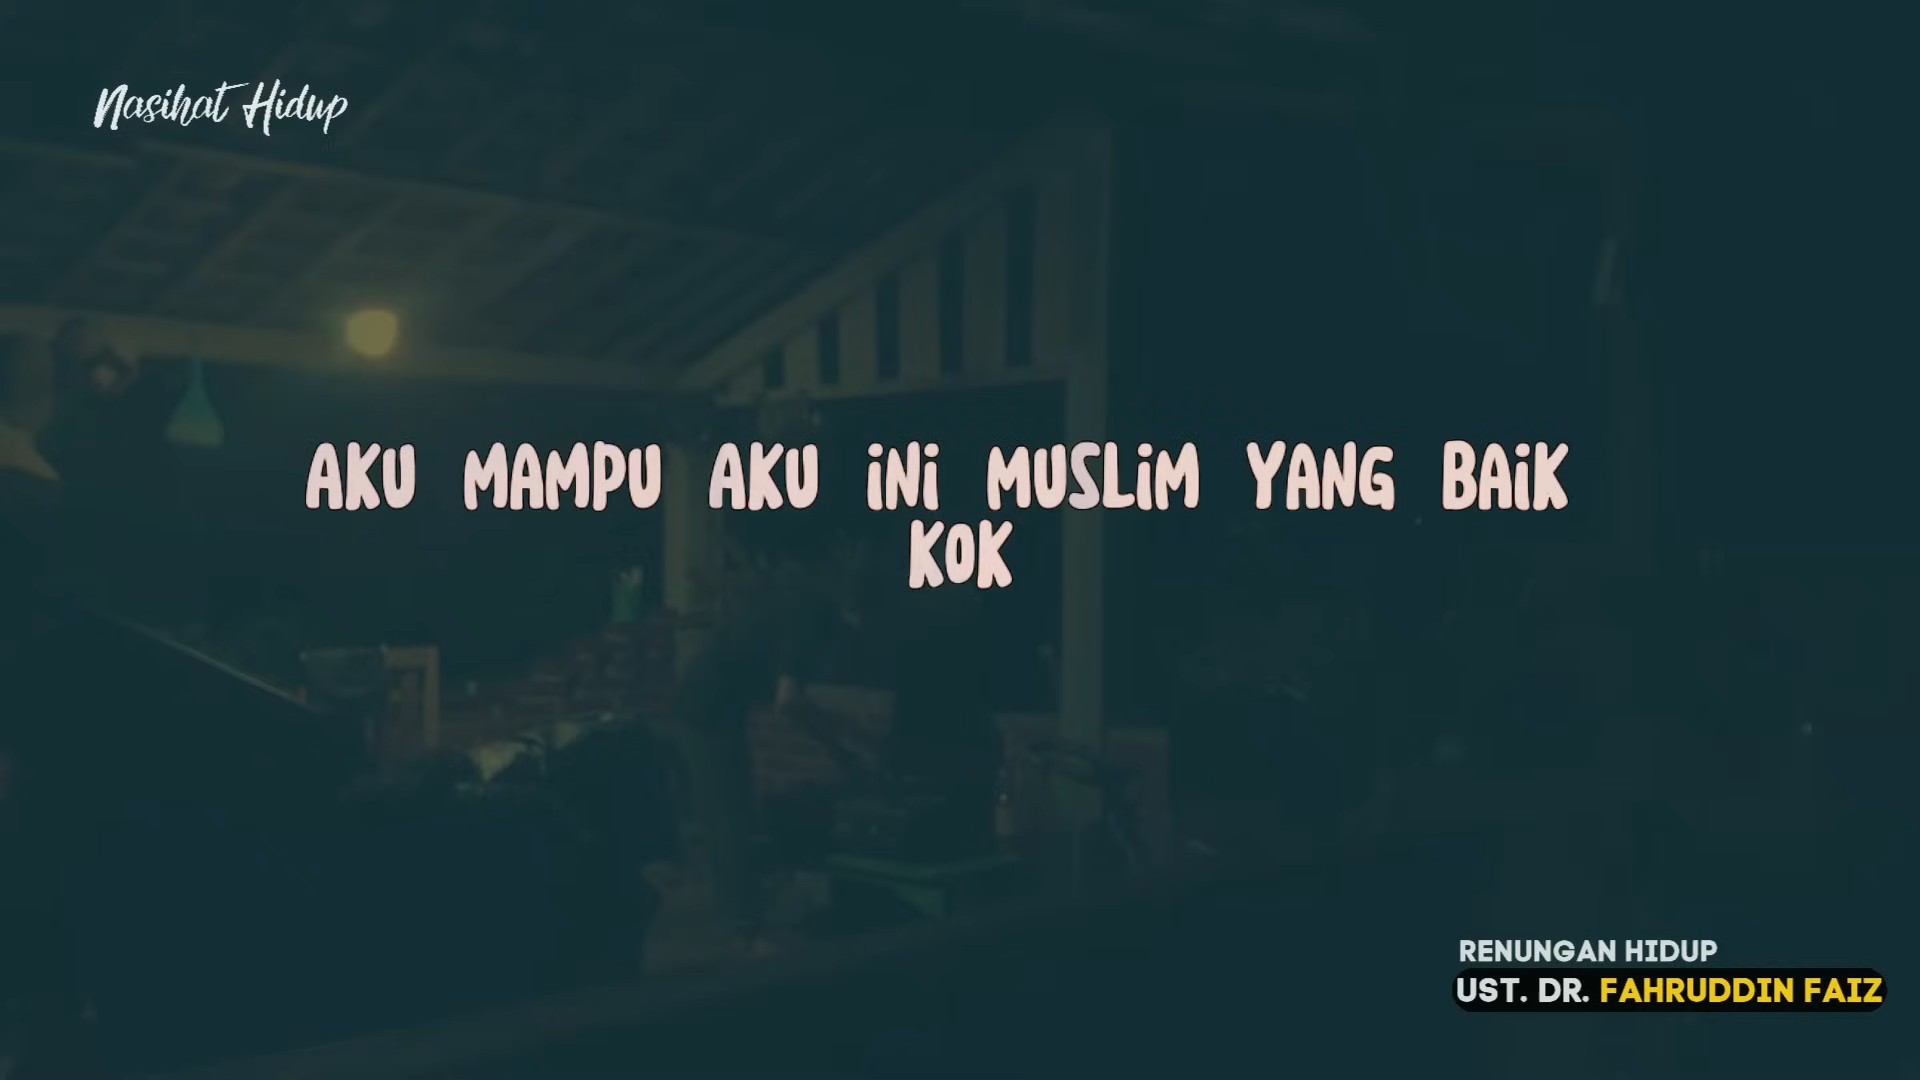 Nasihat Hidup
AKU MAMPU AKU iNi MUSLiM YANG BAiK
KOK
RENUNGAN HIDUP
UST. DR. FAHRUDDIN FAIZ